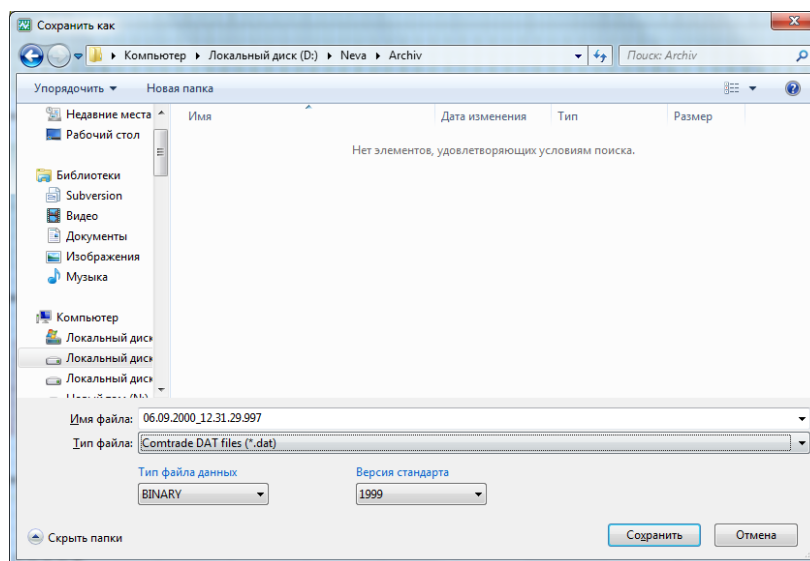 Сохранить как
Компьютер Локальный диск (D:) Neva Archiv Поиск: Archiv
Упорядочить Новая папка
Недавние места
Рабочий стол
Библиотеки
Subversion
Видео
Документы
Изображения
Музыка
Компьютер
Локальный диск
Локальный диск
Локальный диск
Имя Дата изменения Тип Размер
Нет элементов, удовлетворяющих условиям поиска.
Имя файла: 06.09.2000_12.31.29.997
Тип файла: Comtrade DAT files (*.dat)
Тип файла данных Версия стандарта
BINARY 1999
Скрыть папки Сохранить Отмена